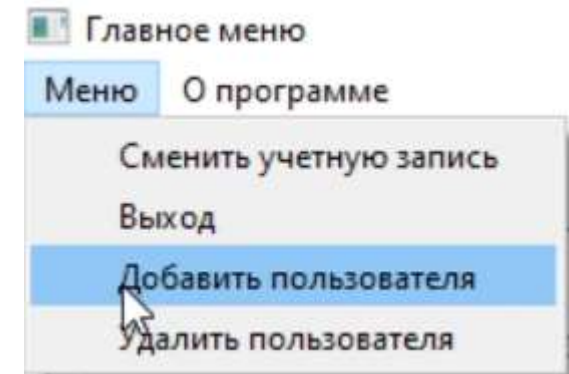 Главное меню
Меню О программе
Сменить учетную запись
Выход
Добавить пользователя
Удалить пользователя